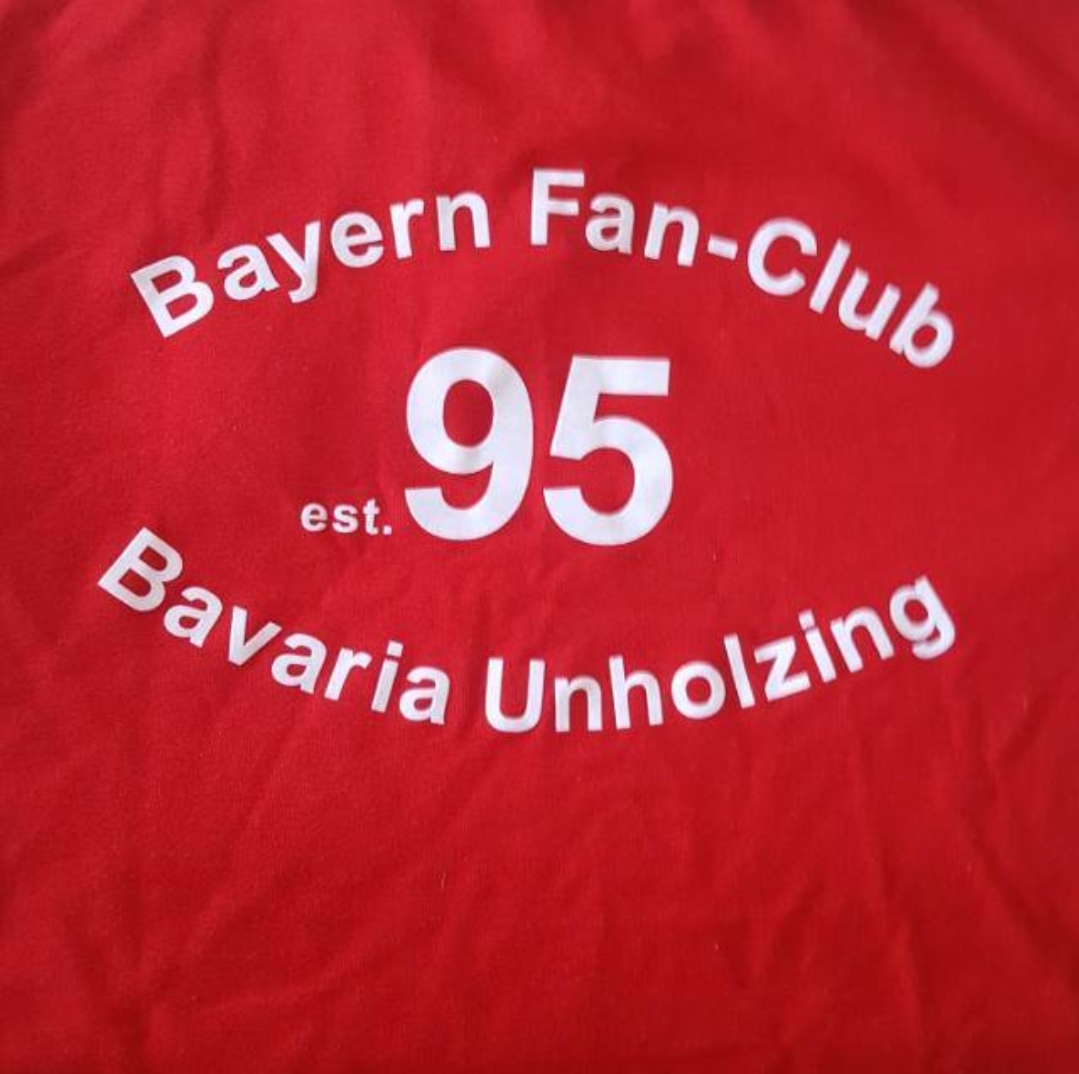 Bayern Fan-Club
est. 95
Bavaria Unholzing